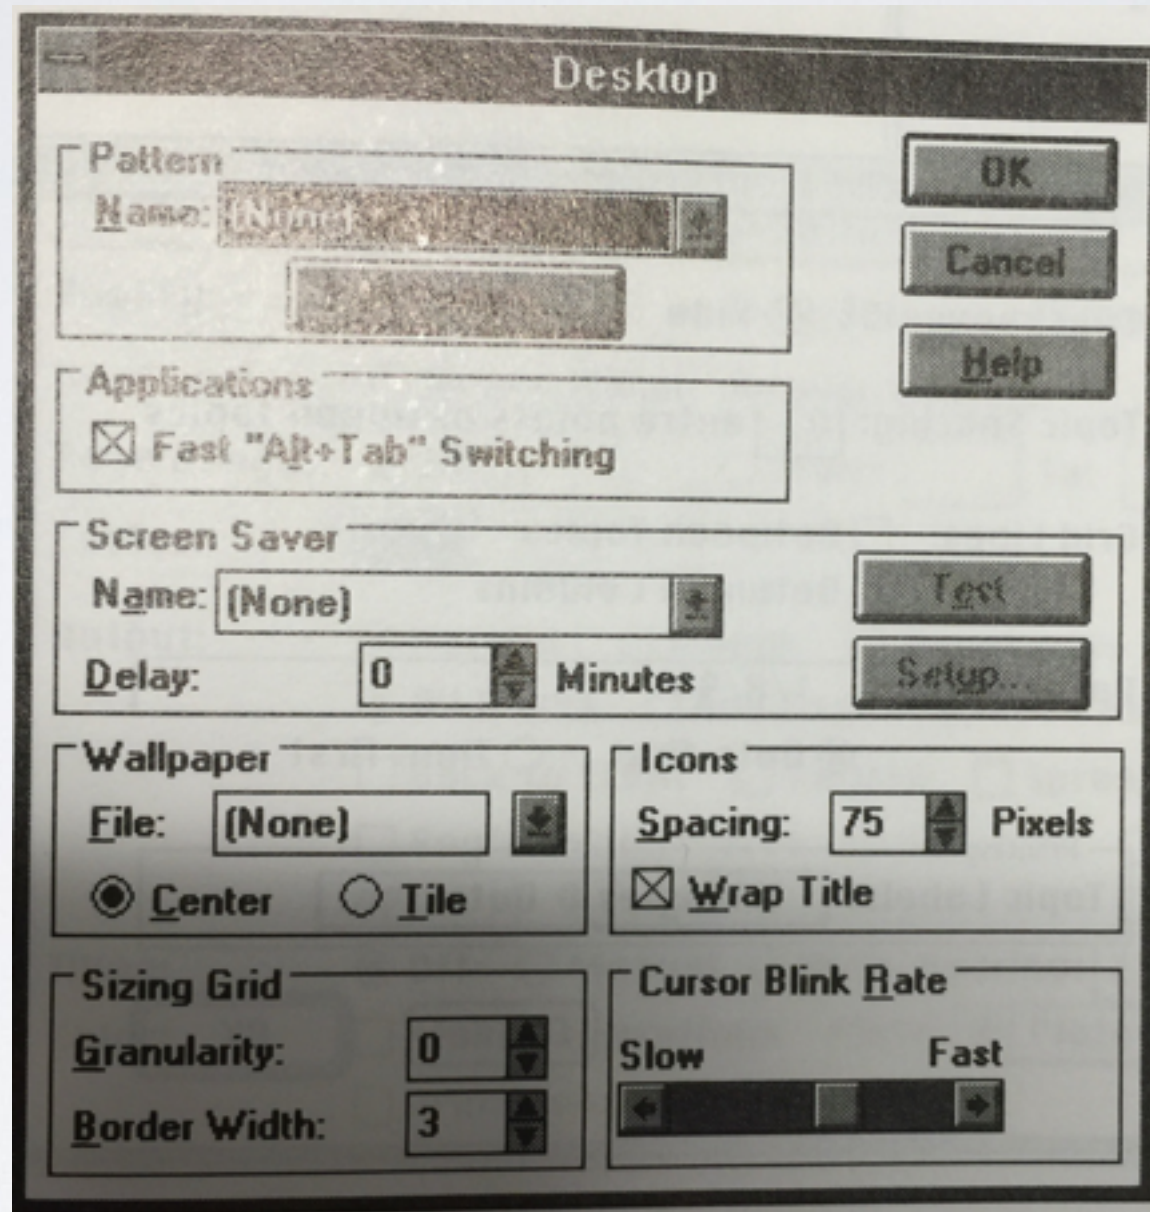 Desktop
Pattern
Name: (None)
OK
Cancel
Help
Applications
Fast "Alt+Tab" Switching
Screen Saver
Name: (None)
Test
Delay: 0 Minutes
Setup...
Wallpaper
File: (None)
Center Tile
Icons
Spacing: 75 Pixels
Wrap Title
Sizing Grid
Granularity: 0
Border Width: 3
Cursor Blink Rate
Slow Fast